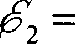 ℰ₂ =